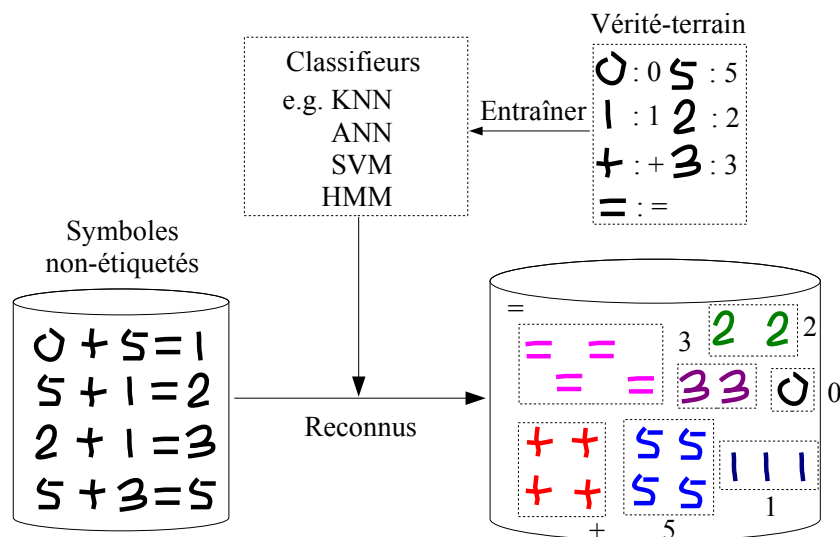 Vérité-terrain
0 : 0 5 : 5
1 : 1 2 : 2
+ : + 3 : 3
= : =
Classifieurs
e.g. KNN
ANN
SVM
HMM
Entraîner
Symboles
non-étiquetés
0 + 5 = 1
5 + 1 = 2
2 + 1 = 3
5 + 3 = 5
Reconnus
=
= =
= =
3
2 2
2
3 3
0
0
+ +
+ +
+
5 5
5 5
5
1 1 1
1